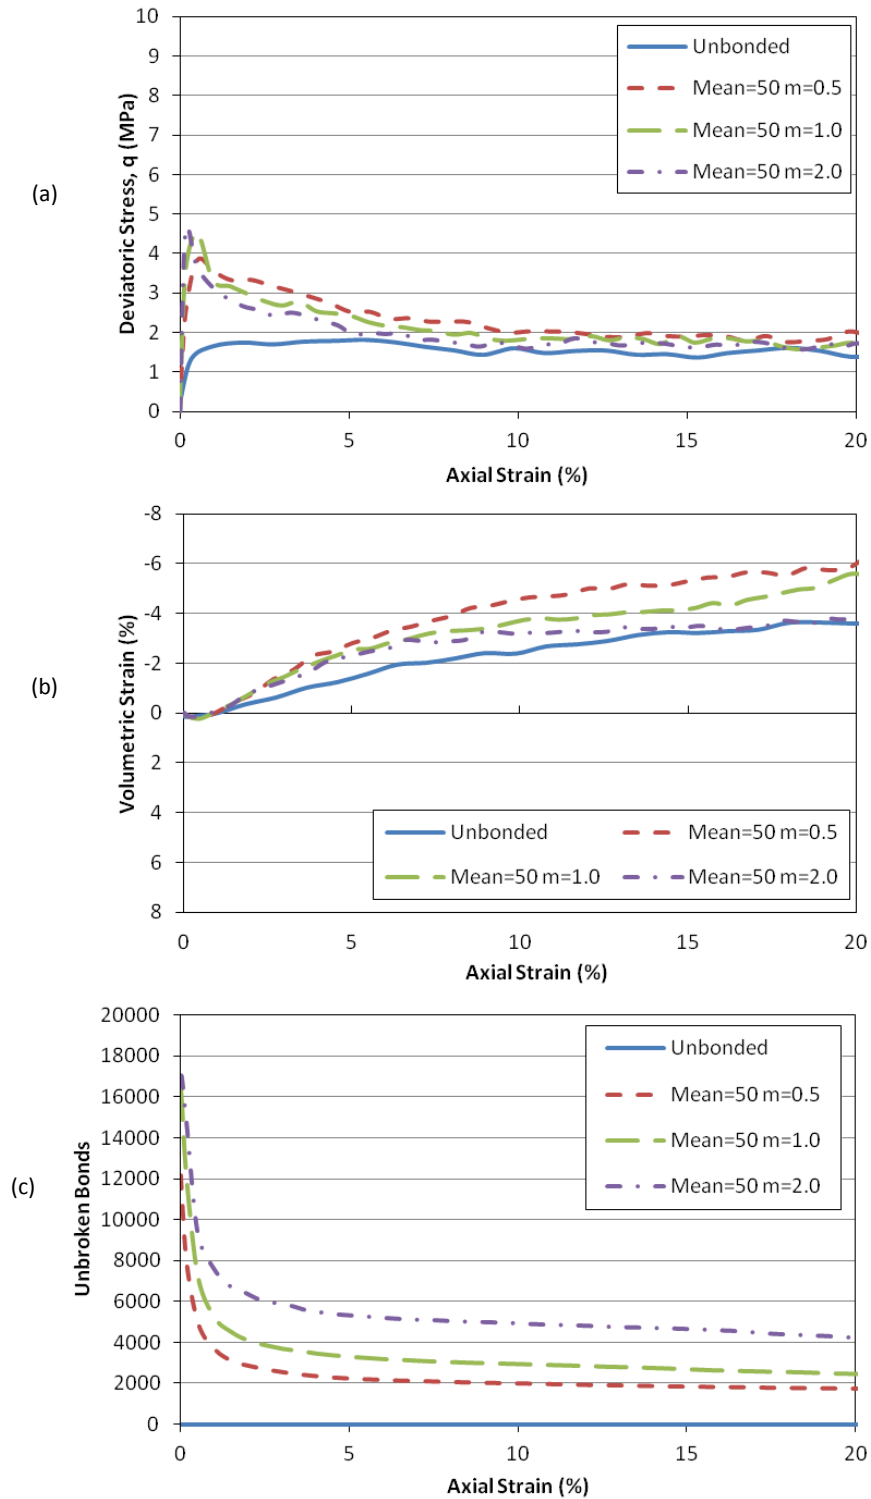 (a)
Deviatoric Stress, q (MPa)
10
9
8
7
6
5
4
3
2
1
0
Unbonded
Mean=50 m=0.5
Mean=50 m=1.0
Mean=50 m=2.0
0 5 10 15 20
Axial Strain (%)
(b)
Volumetric Strain (%)
-8
-6
-4
-2
0
2
4
6
8
Unbonded Mean=50 m=0.5
Mean=50 m=1.0 Mean=50 m=2.0
0 5 10 15 20
Axial Strain (%)
(c)
Unbroken Bonds
20000
18000
16000
14000
12000
10000
8000
6000
4000
2000
0
Unbonded
Mean=50 m=0.5
Mean=50 m=1.0
Mean=50 m=2.0
0 5 10 15 20
Axial Strain (%)